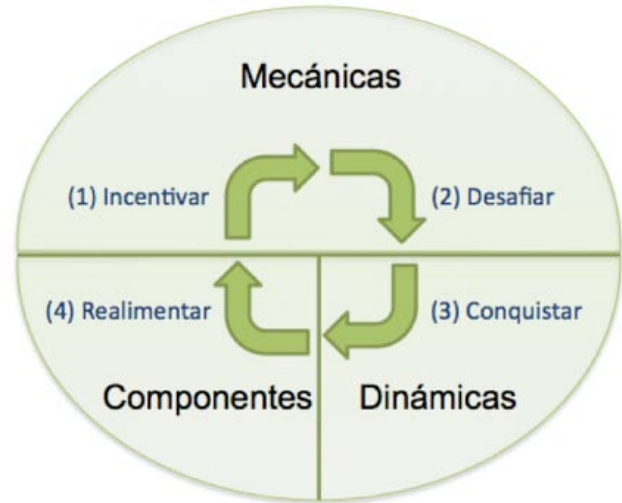 Mecánicas
(1) Incentivar
(2) Desafiar
(4) Realimentar
(3) Conquistar
Componentes
Dinámicas